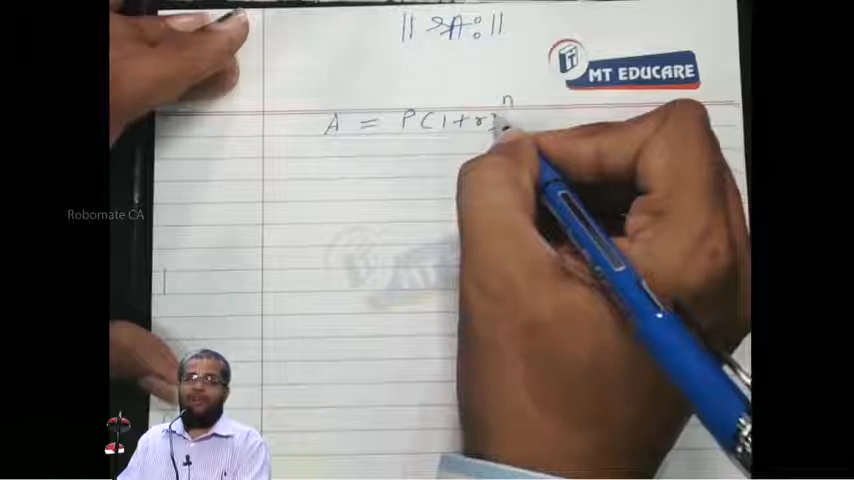 || श्री: ||
MT EDUCARE
A = P(1+r)^n
Robomate CA